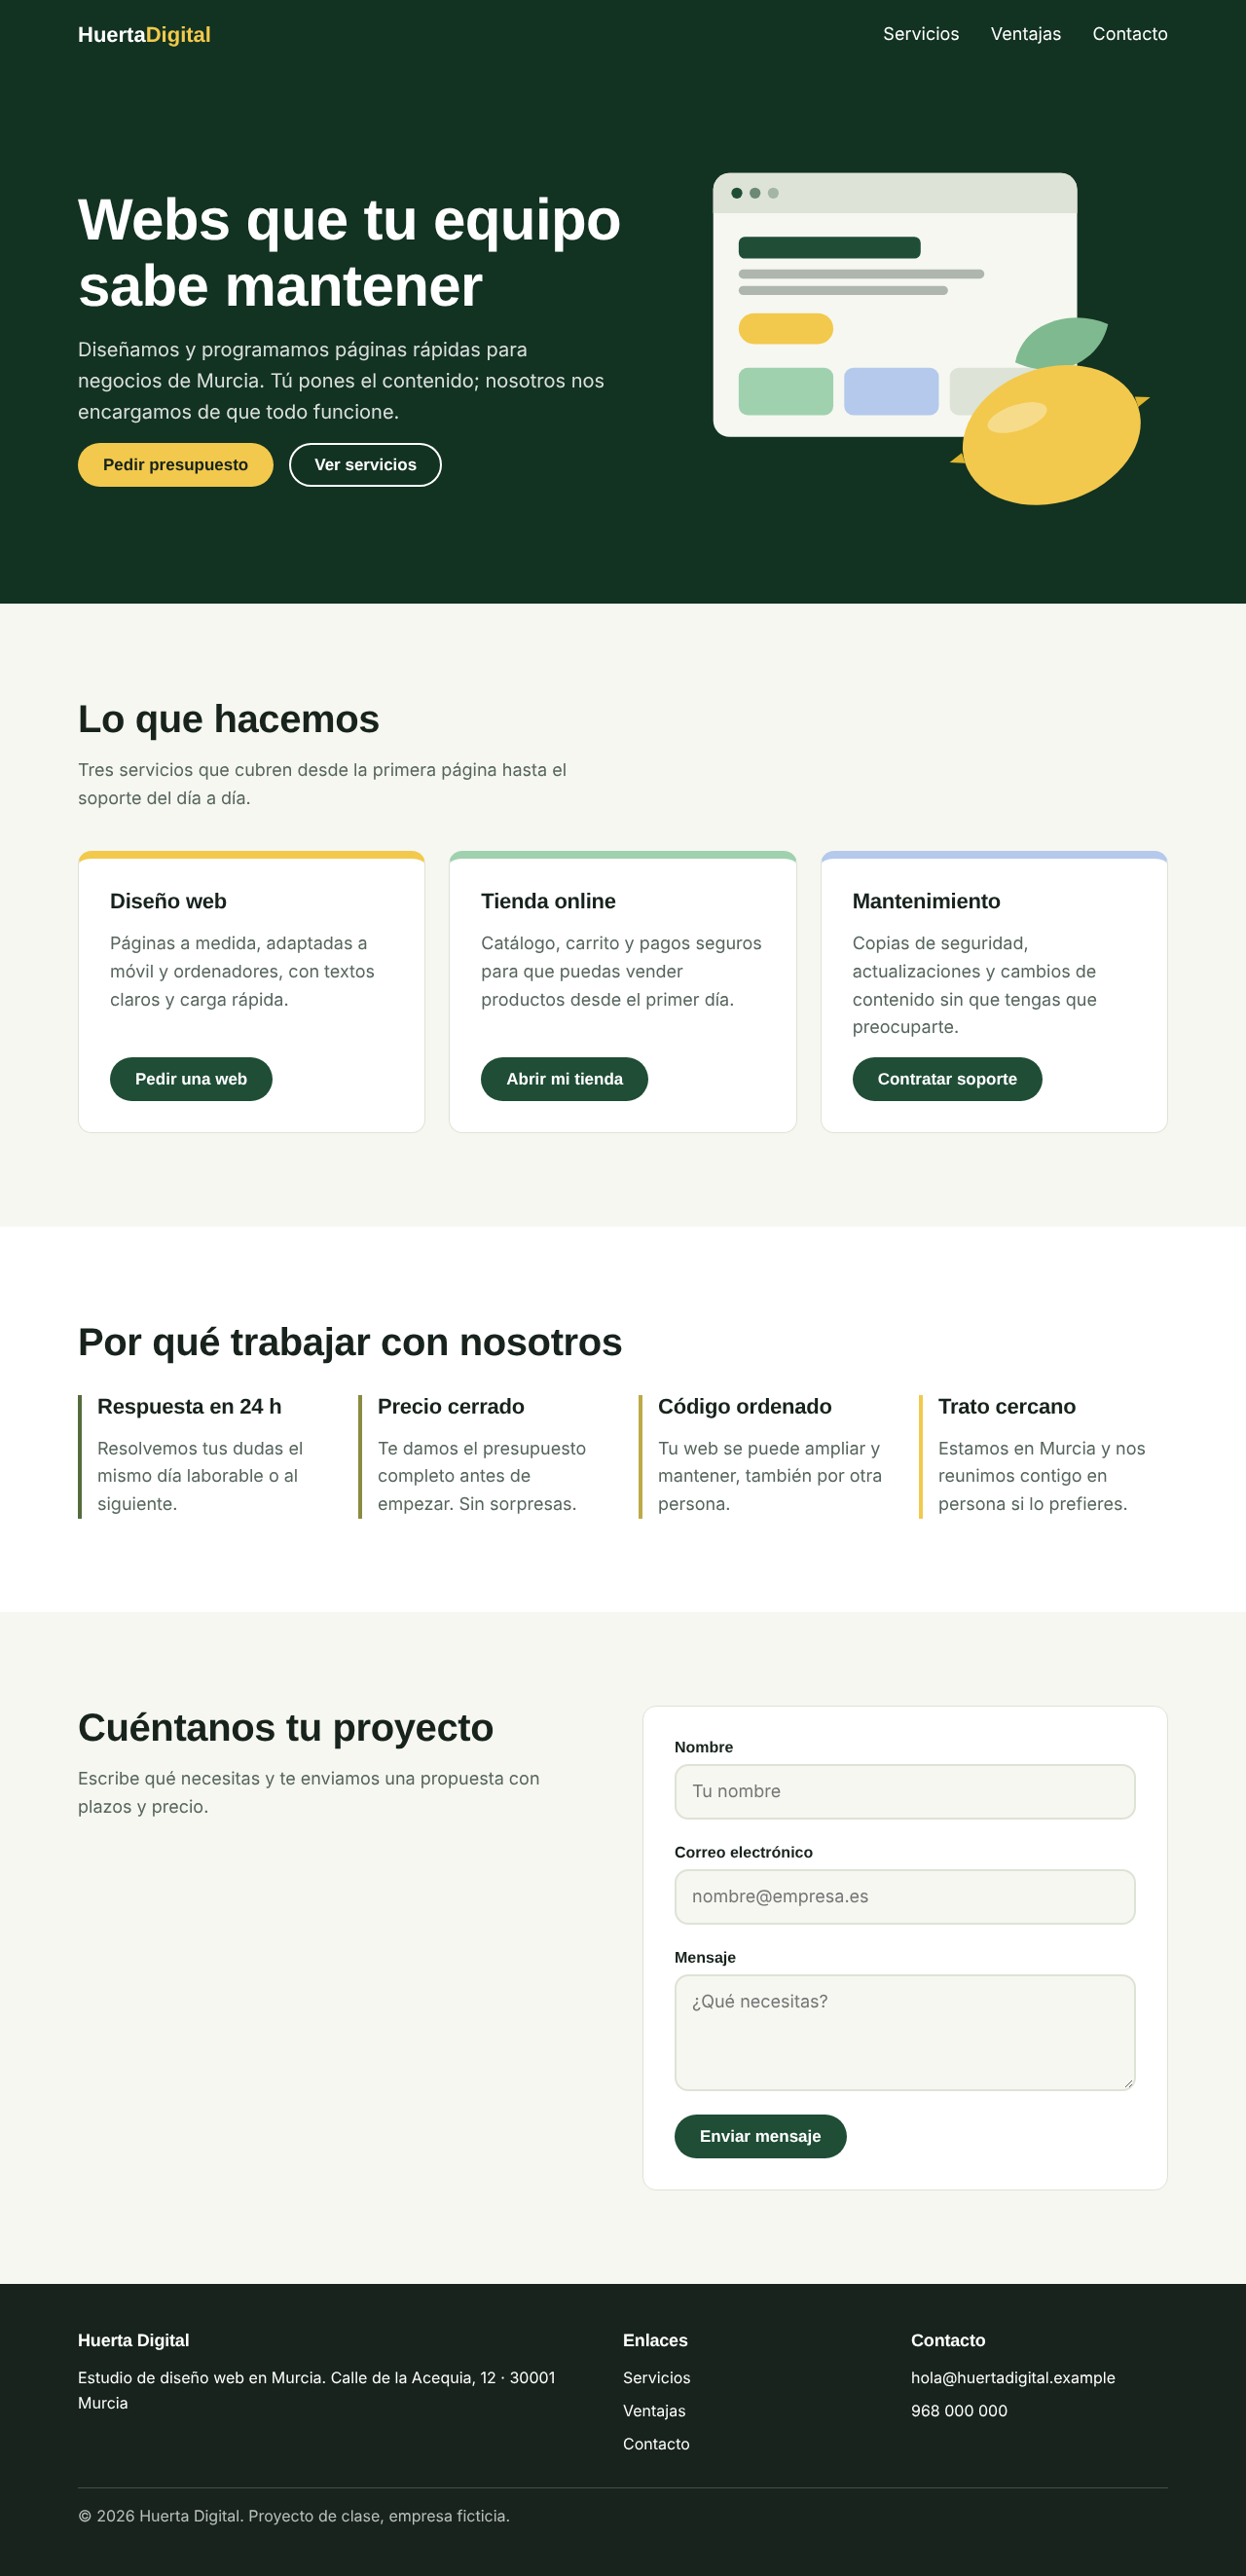 HuertaDigital
Servicios
Ventajas
Contacto
Webs que tu equipo
sabe mantener
Diseñamos y programamos páginas rápidas para
negocios de Murcia. Tú pones el contenido; nosotros nos
encargamos de que todo funcione.
Pedir presupuesto
Ver servicios
Lo que hacemos
Tres servicios que cubren desde la primera página hasta el
soporte del día a día.
Diseño web
Páginas a medida, adaptadas a
móvil y ordenadores, con textos
claros y carga rápida.
Pedir una web
Tienda online
Catálogo, carrito y pagos seguros
para que puedas vender
productos desde el primer día.
Abrir mi tienda
Mantenimiento
Copias de seguridad,
actualizaciones y cambios de
contenido sin que tengas que
preocuparte.
Contratar soporte
Por qué trabajar con nosotros
Respuesta en 24 h
Resolvemos tus dudas el
mismo día laborable o al
siguiente.
Precio cerrado
Te damos el presupuesto
completo antes de
empezar. Sin sorpresas.
Código ordenado
Tu web se puede ampliar y
mantener, también por otra
persona.
Trato cercano
Estamos en Murcia y nos
reunimos contigo en
persona si lo prefieres.
Cuéntanos tu proyecto
Escribe qué necesitas y te enviamos una propuesta con
plazos y precio.
Nombre
Tu nombre
Correo electrónico
nombre@empresa.es
Mensaje
¿Qué necesitas?
Enviar mensaje
Huerta Digital
Estudio de diseño web en Murcia. Calle de la Acequia, 12 · 30001
Murcia
Enlaces
Servicios
Ventajas
Contacto
Contacto
hola@huertadigital.example
968 000 000
© 2026 Huerta Digital. Proyecto de clase, empresa ficticia.